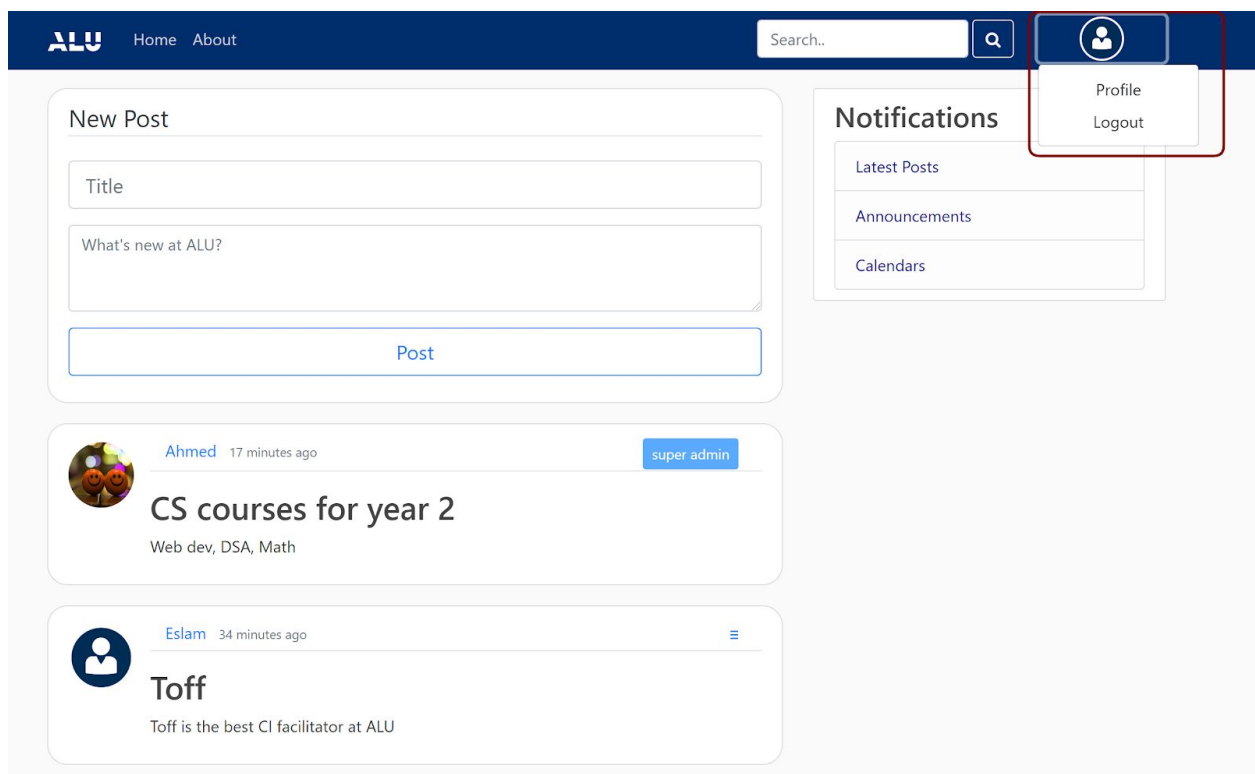 ALU Home About Search..
Profile
Logout
New Post
Title
What's new at ALU?
Post
Notifications
Latest Posts
Announcements
Calendars
Ahmed 17 minutes ago super admin
CS courses for year 2
Web dev, DSA, Math
Eslam 34 minutes ago
Toff
Toff is the best CI facilitator at ALU